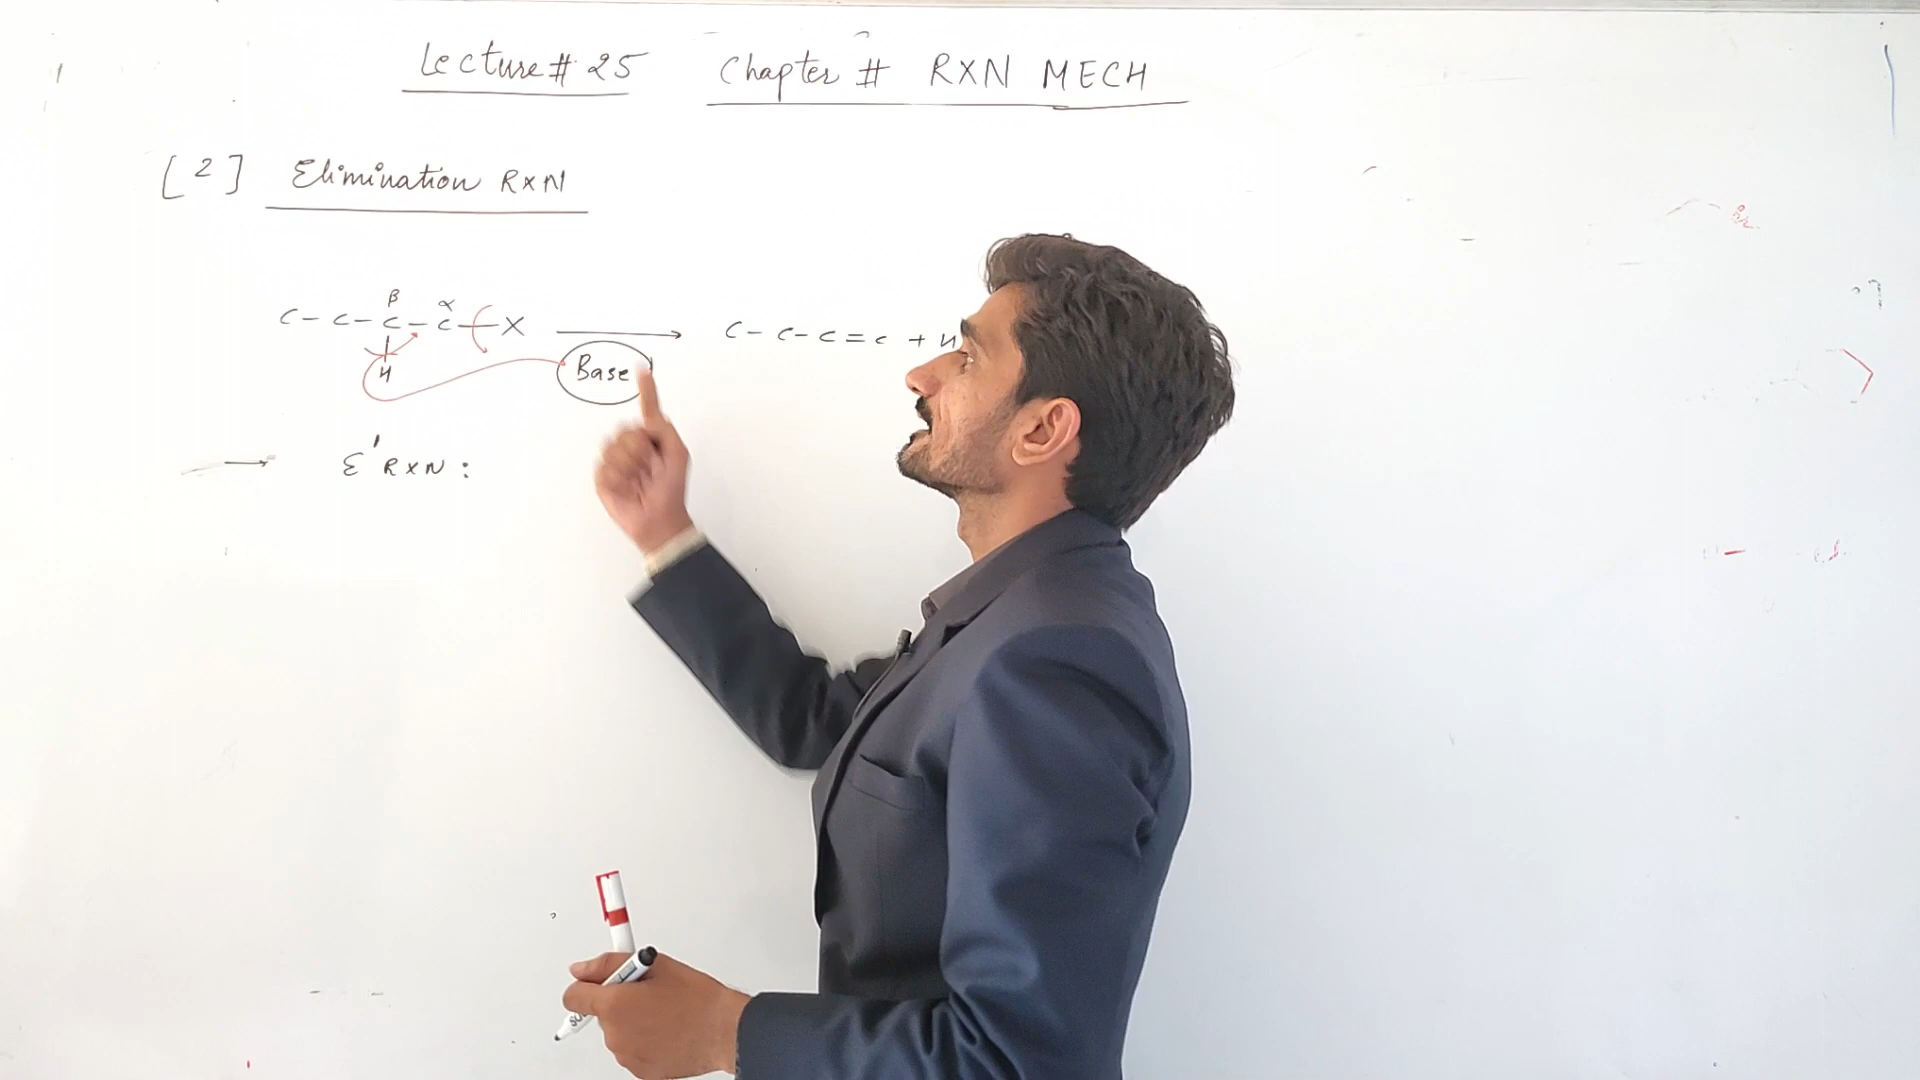 Lecture # 25 Chapter # RXN MECH
[2] Elimination RXN
β α
C - C - C - C - X → C - C - C = C + H
H
Base
→ E' RXN :